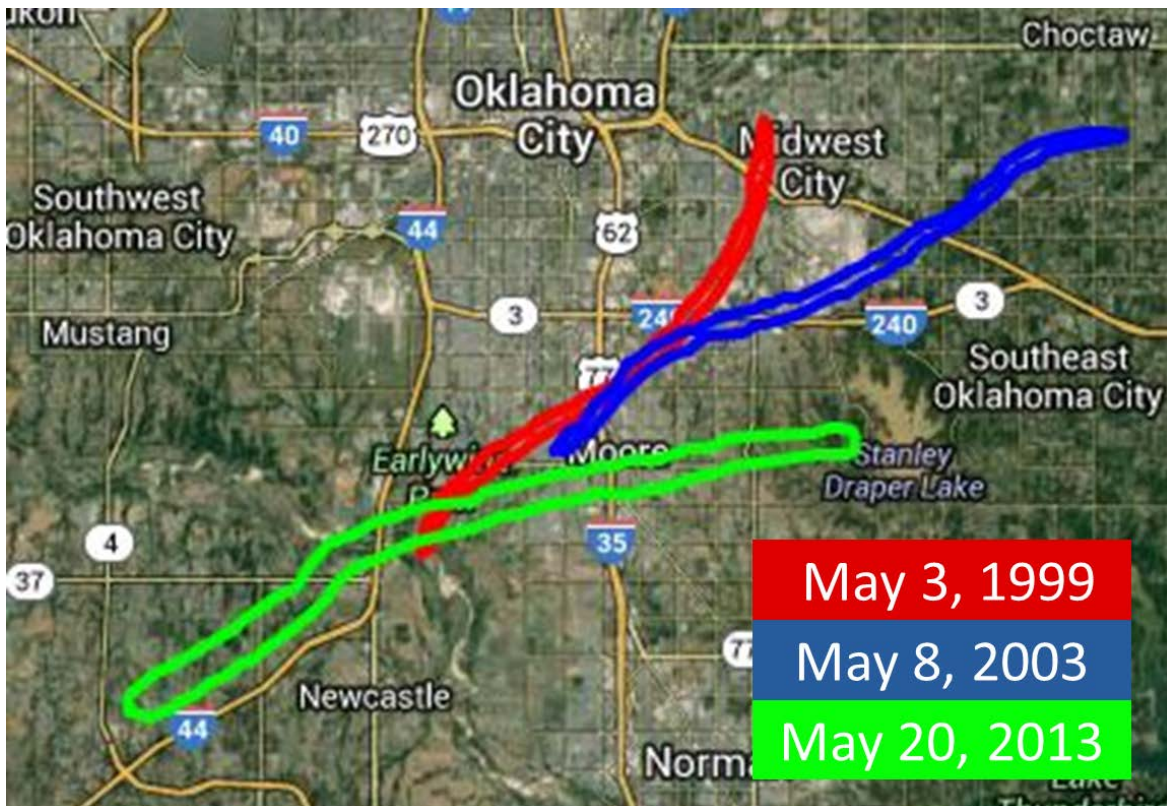 Choctaw
Oklahoma
City
40
270
Midwest
City
Southwest
Oklahoma City
44
62
Mustang
3
240
3
240
Southeast
Oklahoma City
77
Moore
Stanley
Draper Lake
4
35
37
May 3, 1999
May 8, 2003
May 20, 2013
77
Newcastle
44
Lake